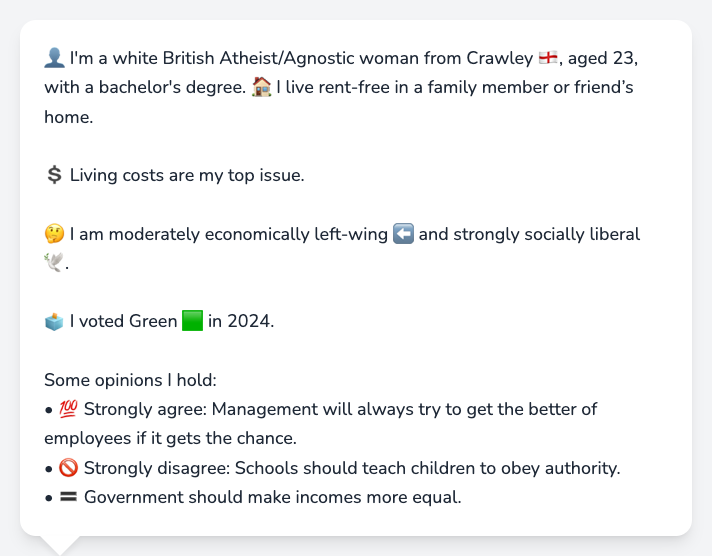 👤 I'm a white British Atheist/Agnostic woman from Crawley 🏴󠁧󠁢󠁥󠁮󠁧󠁿, aged 23,
with a bachelor's degree. 🏠 I live rent-free in a family member or friend’s
home.
💲 Living costs are my top issue.
🤔 I am moderately economically left-wing ⬅️ and strongly socially liberal
🕊️.
🗳️ I voted Green 🟩 in 2024.
Some opinions I hold:
• 💯 Strongly agree: Management will always try to get the better of
employees if it gets the chance.
• 🚫 Strongly disagree: Schools should teach children to obey authority.
• 🟰 Government should make incomes more equal.